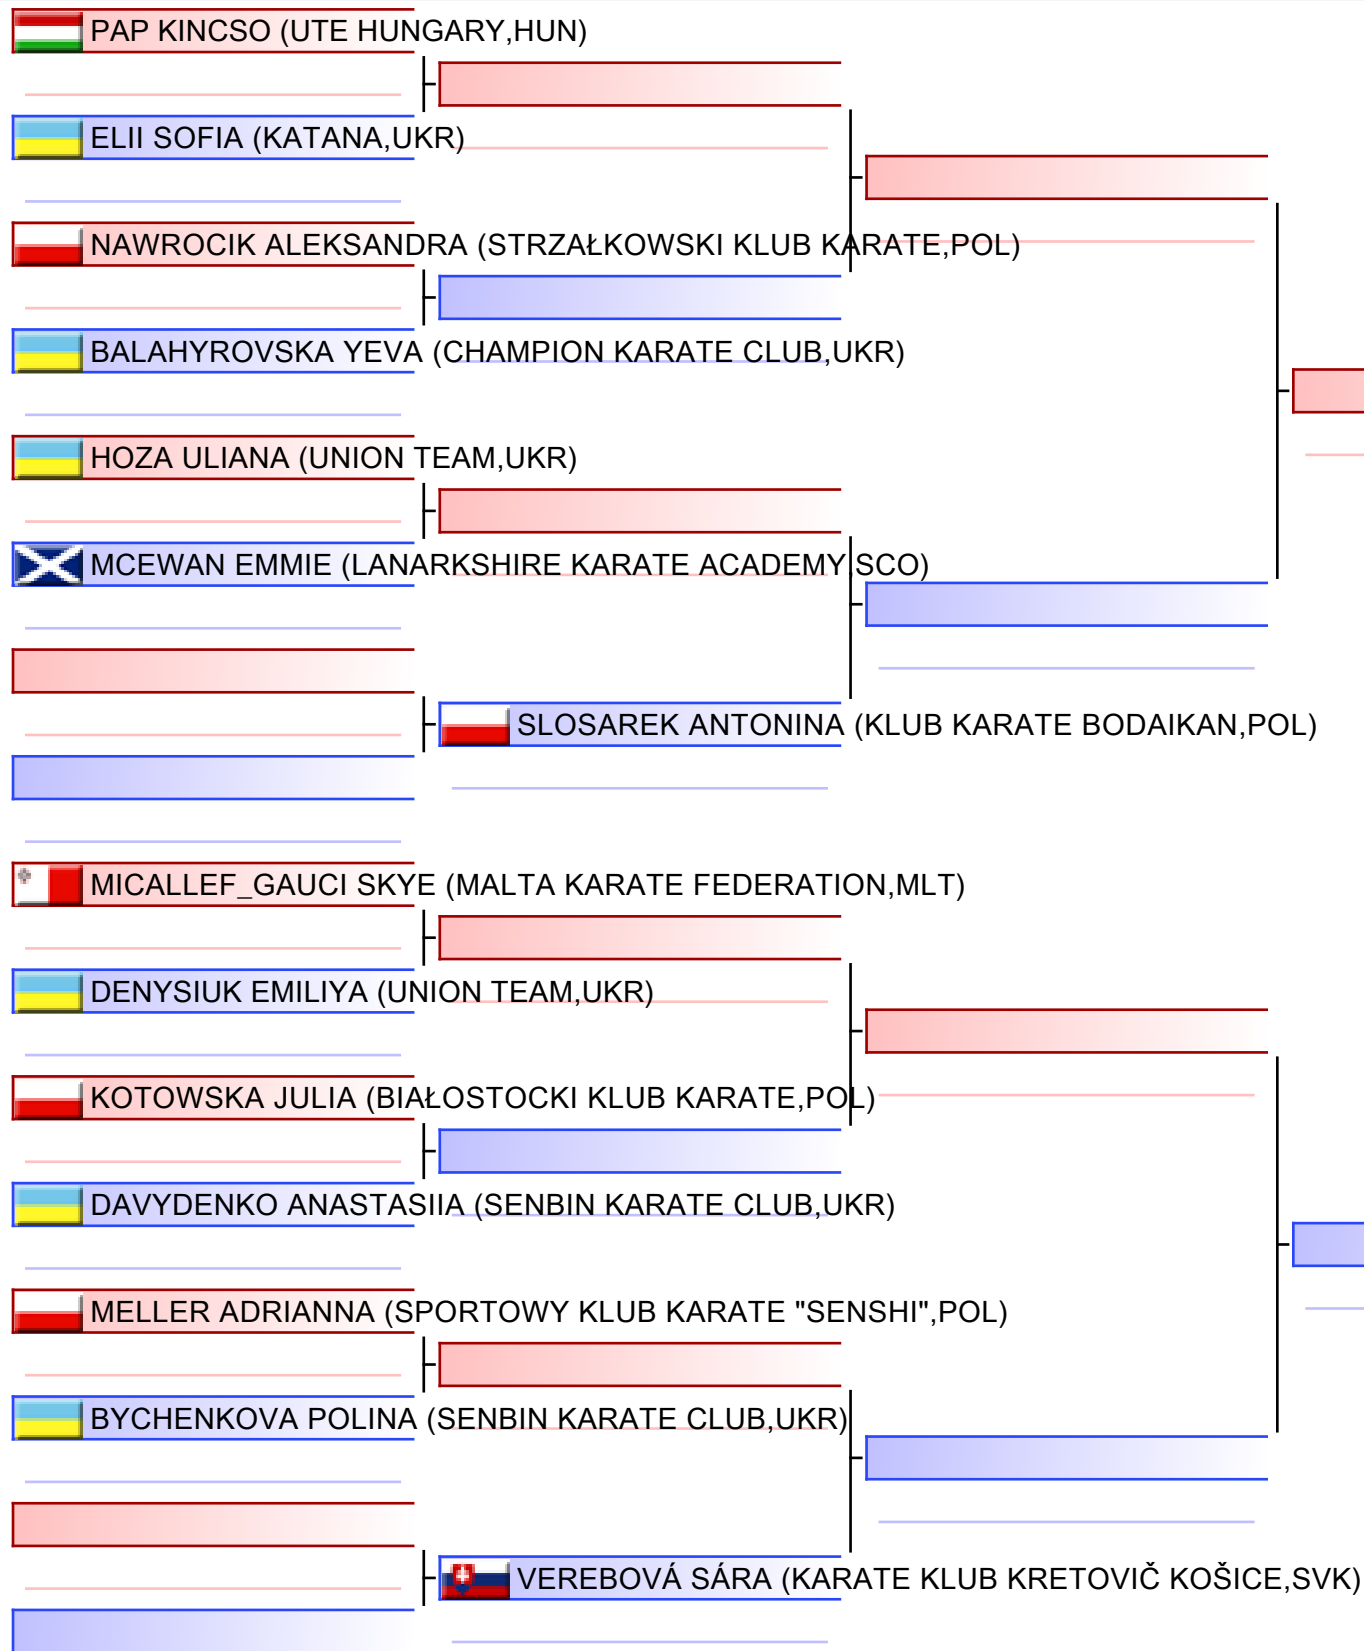 PAP KINCSO (UTE HUNGARY,HUN)
ELII SOFIA (KATANA,UKR)
NAWROCIK ALEKSANDRA (STRZAŁKOWSKI KLUB KARATE,POL)
BALAHYROVSKA YEVA (CHAMPION KARATE CLUB,UKR)
HOZA ULIANA (UNION TEAM,UKR)
MCEWAN EMMIE (LANARKSHIRE KARATE ACADEMY,SCO)
SLOSAREK ANTONINA (KLUB KARATE BODAIKAN,POL)
MICALLEF_GAUCI SKYE (MALTA KARATE FEDERATION,MLT)
DENYSIUK EMILIYA (UNION TEAM,UKR)
KOTOWSKA JULIA (BIAŁOSTOCKI KLUB KARATE,POL)
DAVYDENKO ANASTASIIA (SENBIN KARATE CLUB,UKR)
MELLER ADRIANNA (SPORTOWY KLUB KARATE "SENSHI",POL)
BYCHENKOVA POLINA (SENBIN KARATE CLUB,UKR)
VEREBOVÁ SÁRA (KARATE KLUB KRETOVIČ KOŠICE,SVK)